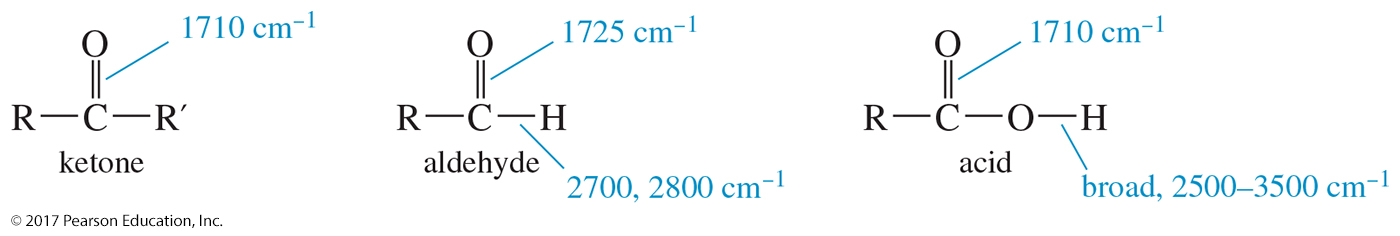 1710 cm⁻¹
1725 cm⁻¹
1710 cm⁻¹
O
O
O
R—C—R′
R—C—H
R—C—O—H
ketone
aldehyde
acid
2700, 2800 cm⁻¹
broad, 2500–3500 cm⁻¹
© 2017 Pearson Education, Inc.